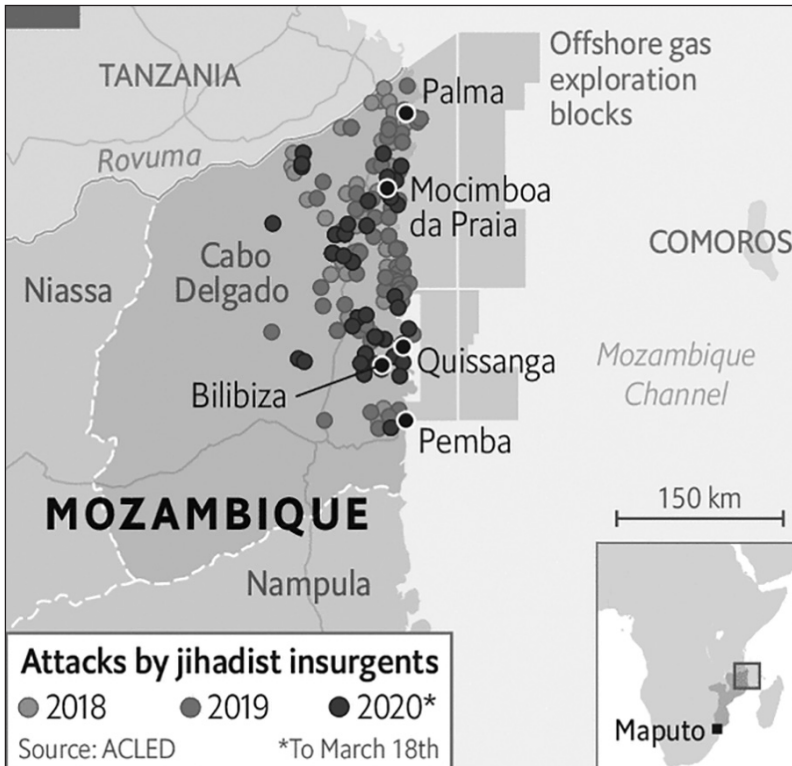 TANZANIA
Offshore gas
exploration
blocks
Palma
Rovuma
Mocimboa
da Praia
COMOROS
Cabo
Delgado
Niassa
Quissanga
Mozambique
Channel
Bilibiza
Pemba
MOZAMBIQUE
150 km
Nampula
Attacks by jihadist insurgents
2018 2019 2020*
Source: ACLED *To March 18th
Maputo